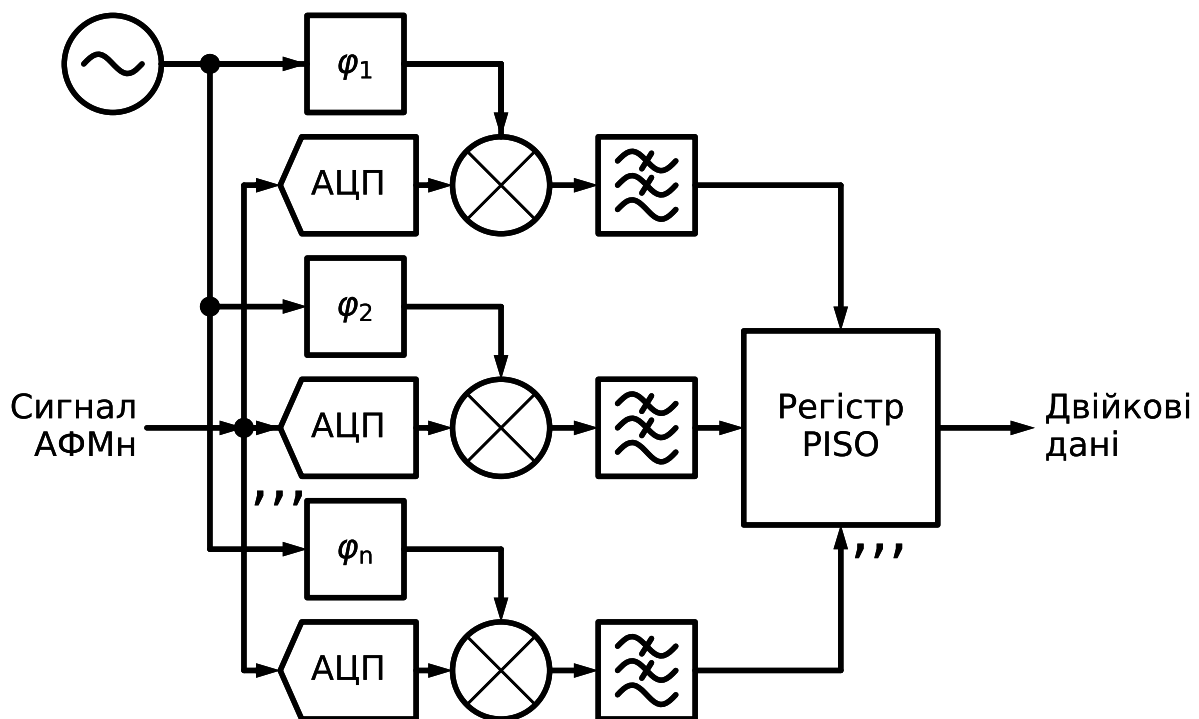 φ1
АЦП
φ2
Сигнал
АФМн
АЦП
Регістр
PISO
Двійкові
дані
,,,
φn
,,,
АЦП